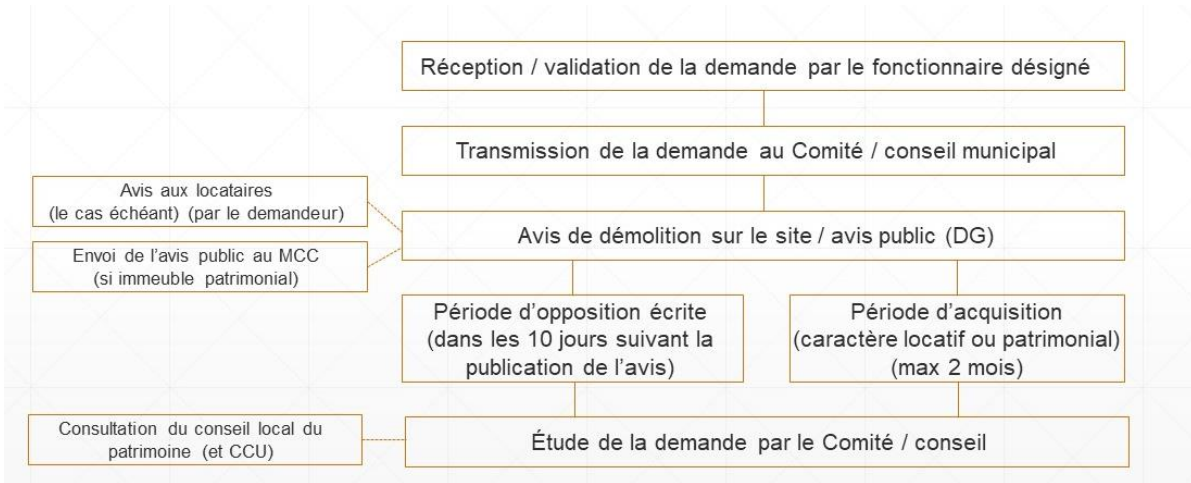 Réception / validation de la demande par le fonctionnaire désigné
Transmission de la demande au Comité / conseil municipal
Avis aux locataires
(le cas échéant) (par le demandeur)
Avis de démolition sur le site / avis public (DG)
Envoi de l’avis public au MCC
(si immeuble patrimonial)
Période d’opposition écrite
(dans les 10 jours suivant la
publication de l’avis)
Période d’acquisition
(caractère locatif ou patrimonial)
(max 2 mois)
Consultation du conseil local du
patrimoine (et CCU)
Étude de la demande par le Comité / conseil